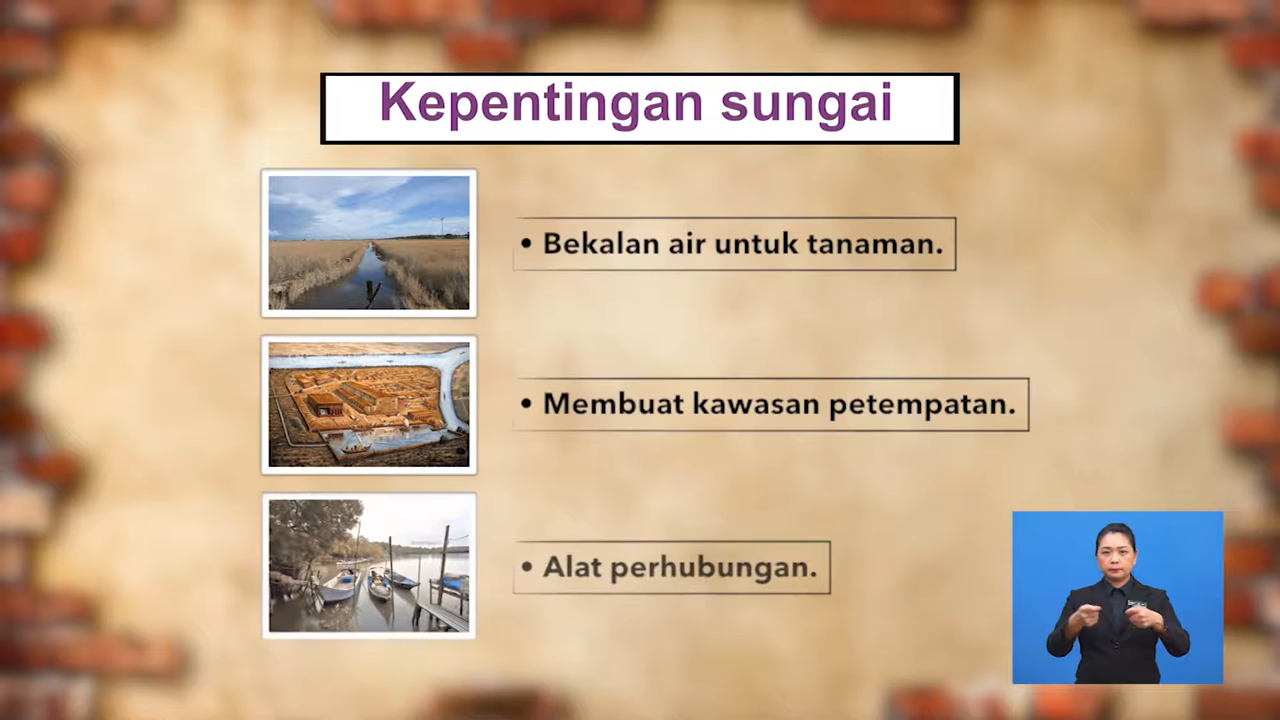 Kepentingan sungai
• Bekalan air untuk tanaman.
• Membuat kawasan petempatan.
• Alat perhubungan.